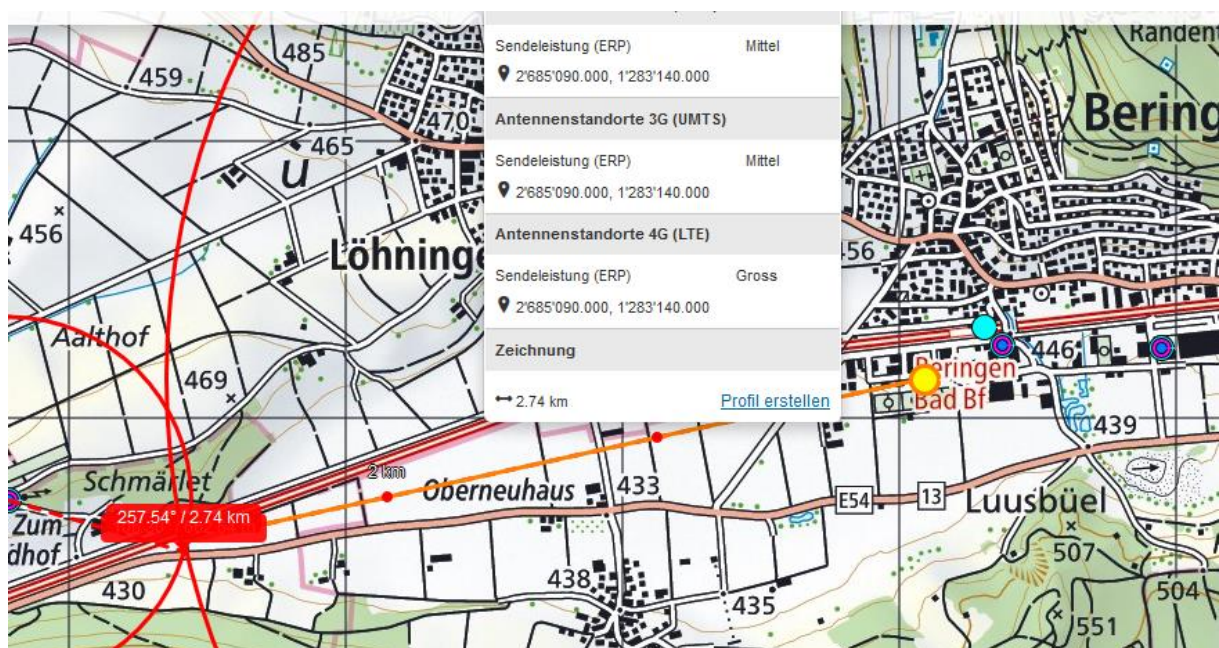 Randent
485
459
470
465
u
456
Löhninge
Aalthof
469
Schmärlet
Zum
dhof
430
257.54° / 2.74 km
2 km
Oberneuhaus
433
438
435
Sendeleistung (ERP) Mittel
2'685'090.000, 1'283'140.000
Antennenstandorte 3G (UMTS)
Sendeleistung (ERP) Mittel
2'685'090.000, 1'283'140.000
Antennenstandorte 4G (LTE)
Sendeleistung (ERP) Gross
2'685'090.000, 1'283'140.000
Zeichnung
2.74 km Profil erstellen
Bering
56
446
Beringen
Bad Bf
439
E54
13
Luusbüel
507
504
551